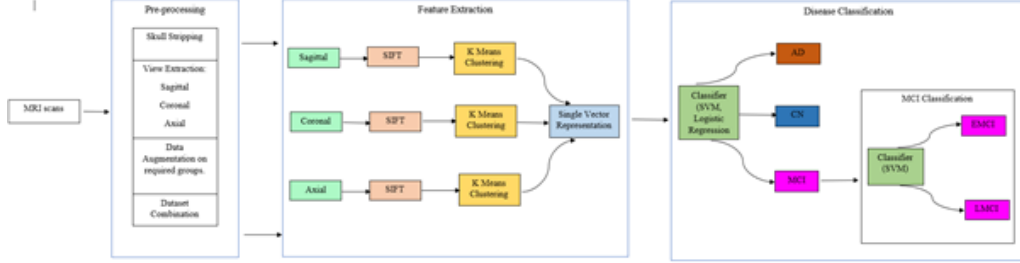 Pre-processing
Feature Extraction
Disease Classification
MRI scans
Skull Stripping
View Extraction:
Sagittal
Coronal
Axial
Data
Augmentation on
required groups.
Dataset
Combination
Sagittal
SIFT
K Means
Clustering
Coronal
SIFT
K Means
Clustering
Axial
SIFT
K Means
Clustering
Single Vector
Representation
Classifier
(SVM,
Logistic
Regression
AD
CN
MCI
MCI Classification
Classifier
(SVM)
EMCI
LMCI